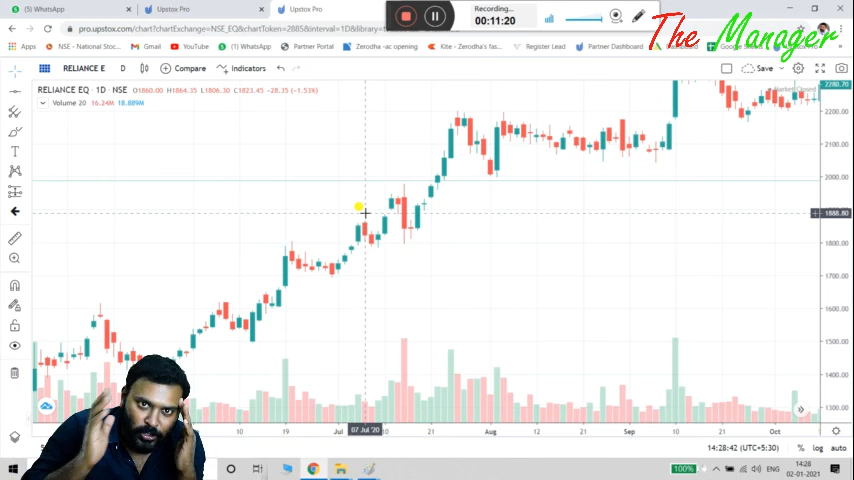 (5) WhatsApp
Upstox Pro
Upstox Pro
Recording...
00:11:20
The Manager
pro.upstox.com/chart?chartExchange=NSE_EQ&chartToken=2885&interval=1D&library=
Apps
NSE - National Stoc...
Gmail
YouTube
(1) WhatsApp
Partner Portal
Zerodha -ac opening
Kite - Zerodha's fas...
Register Lead
Partner Dashboard
RELIANCE E
D
Compare
Indicators
Save
RELIANCE EQ · 1D · NSE
O1860.00 H1864.35 L1806.30 C1823.45 -28.35 (-1.53%)
Market Closed
Volume 20 16.24M 18.889M
2280.70
2200.00
2100.00
2000.00
1888.80
1800.00
1700.00
1600.00
1500.00
1400.00
1300.00
10
19
Jul
07 Jul '20
10
21
Aug
12
21
Sep
10
21
Oct
14:28:42 (UTC+5:30)
%
log
auto
100%
ENG
14:28
02-01-2021